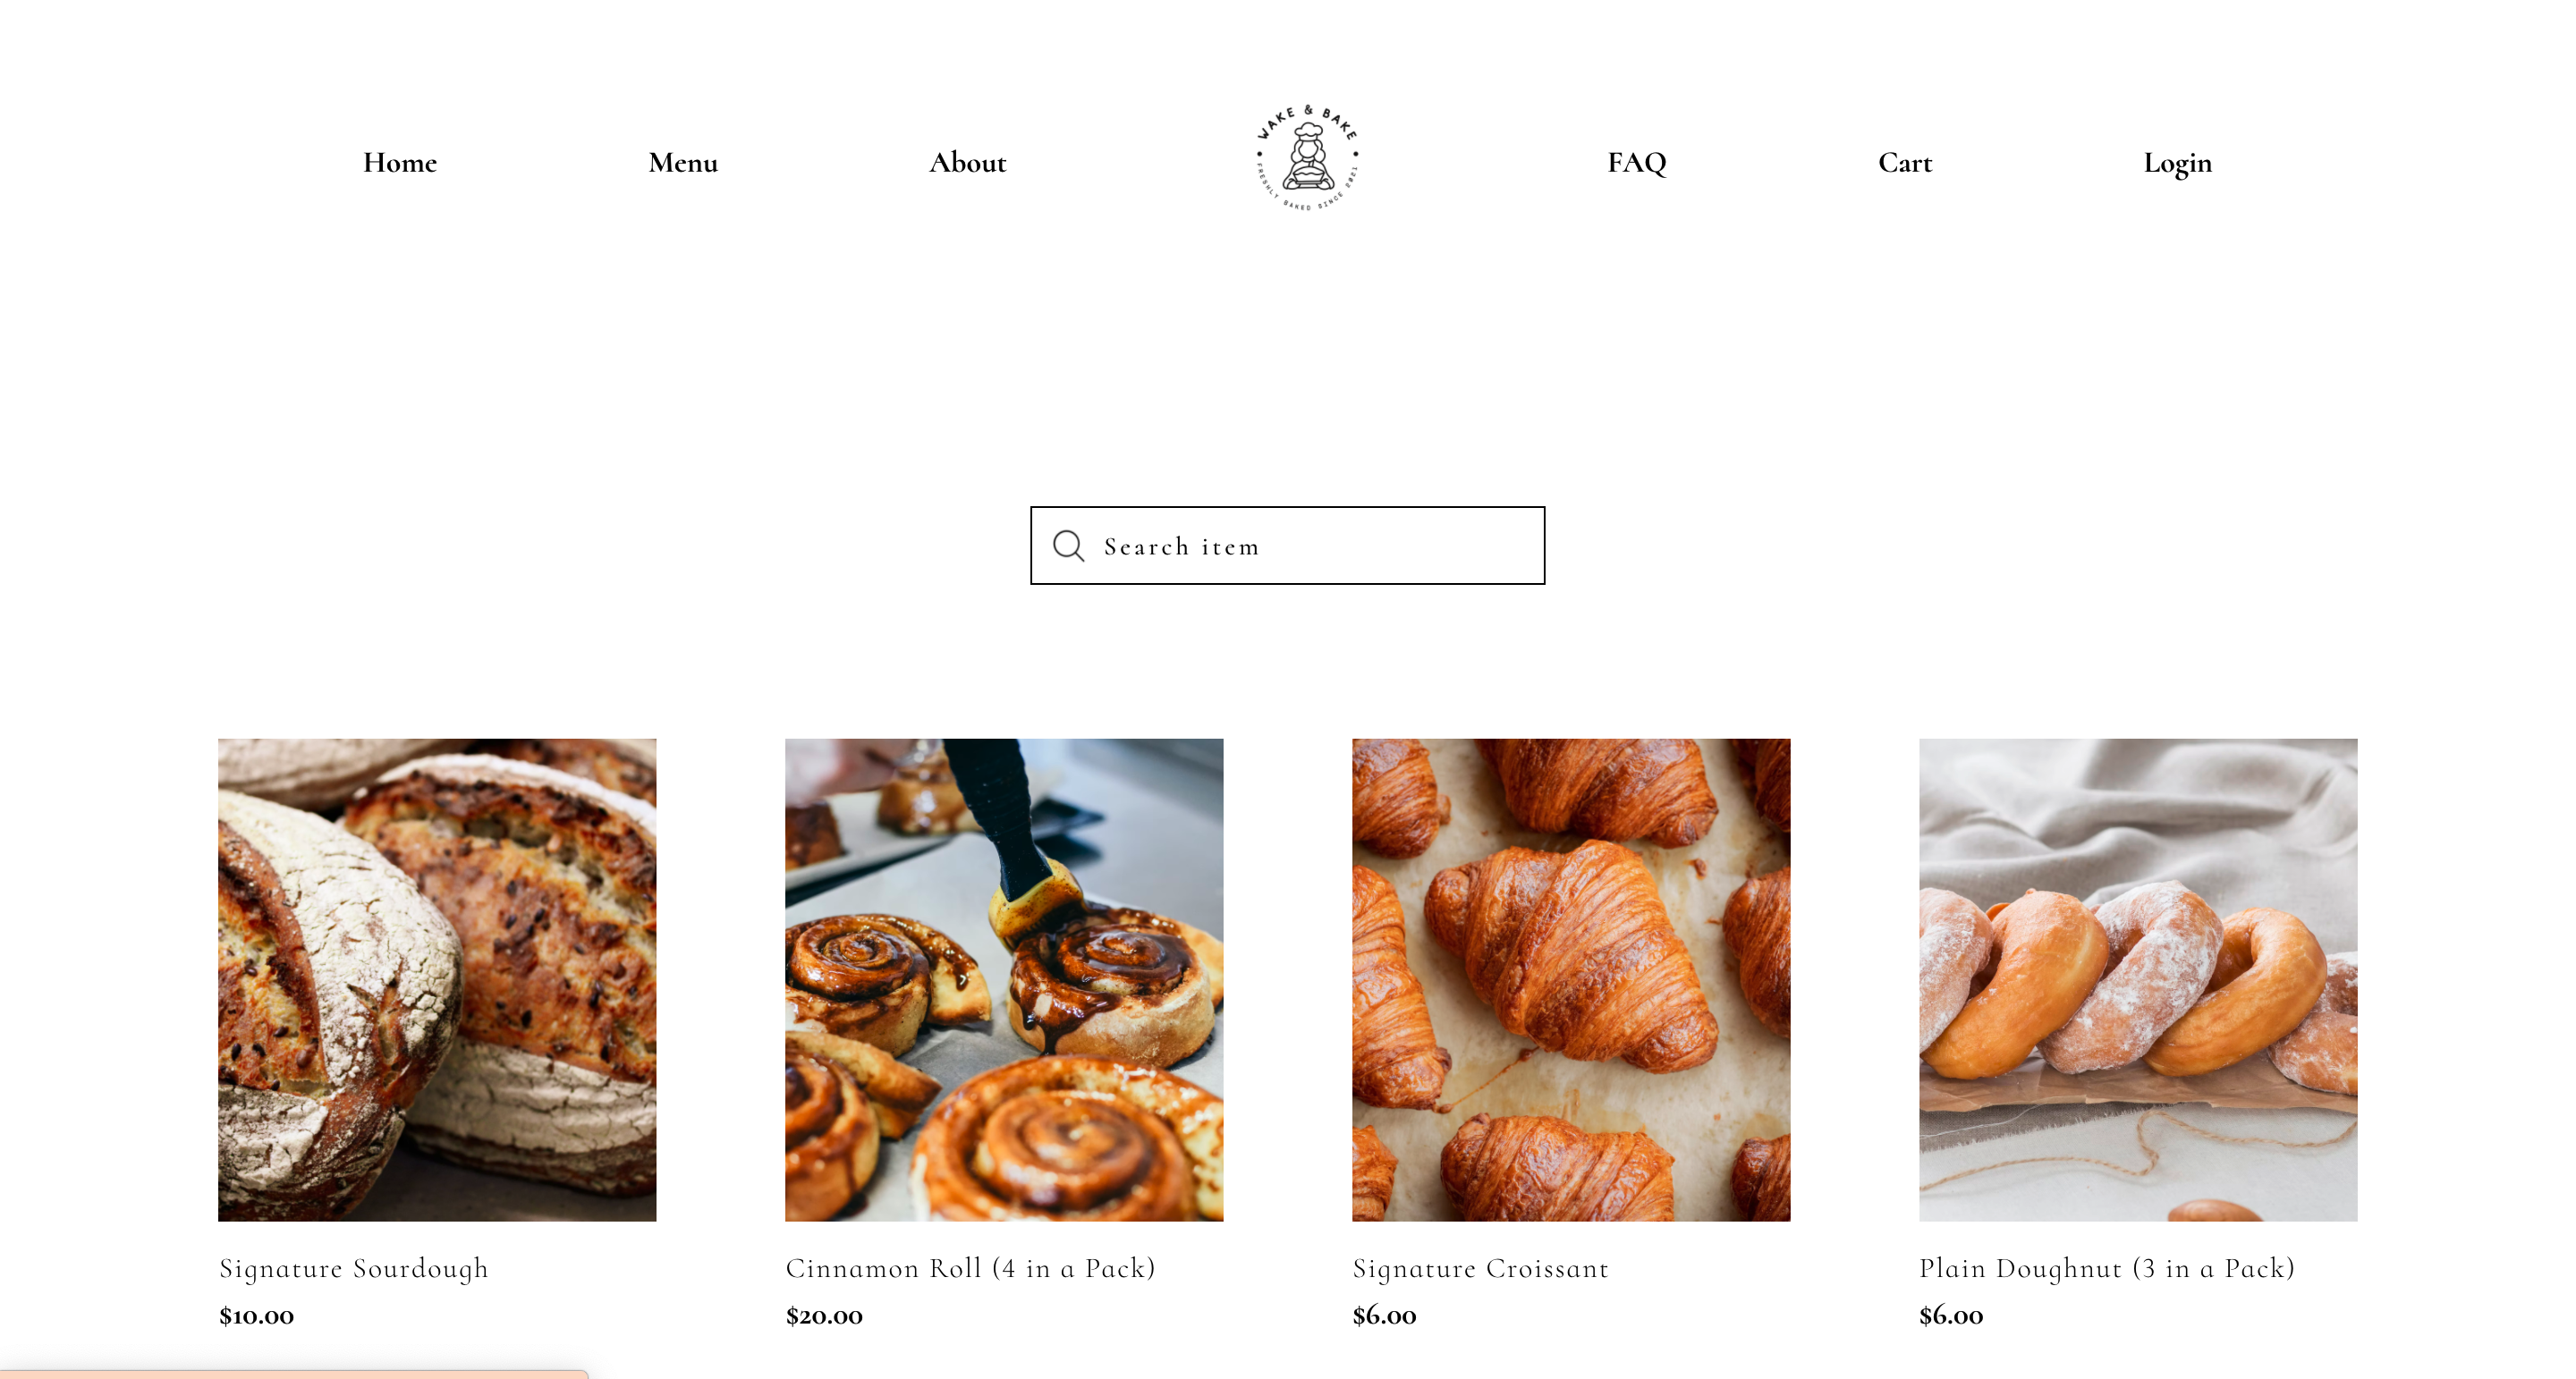 Home
Menu
About
WAKE & BAKE
FRESHLY BAKED SINCE 2021
FAQ
Cart
Login
Search item
Signature Sourdough
$10.00
Cinnamon Roll (4 in a Pack)
$20.00
Signature Croissant
$6.00
Plain Doughnut (3 in a Pack)
$6.00